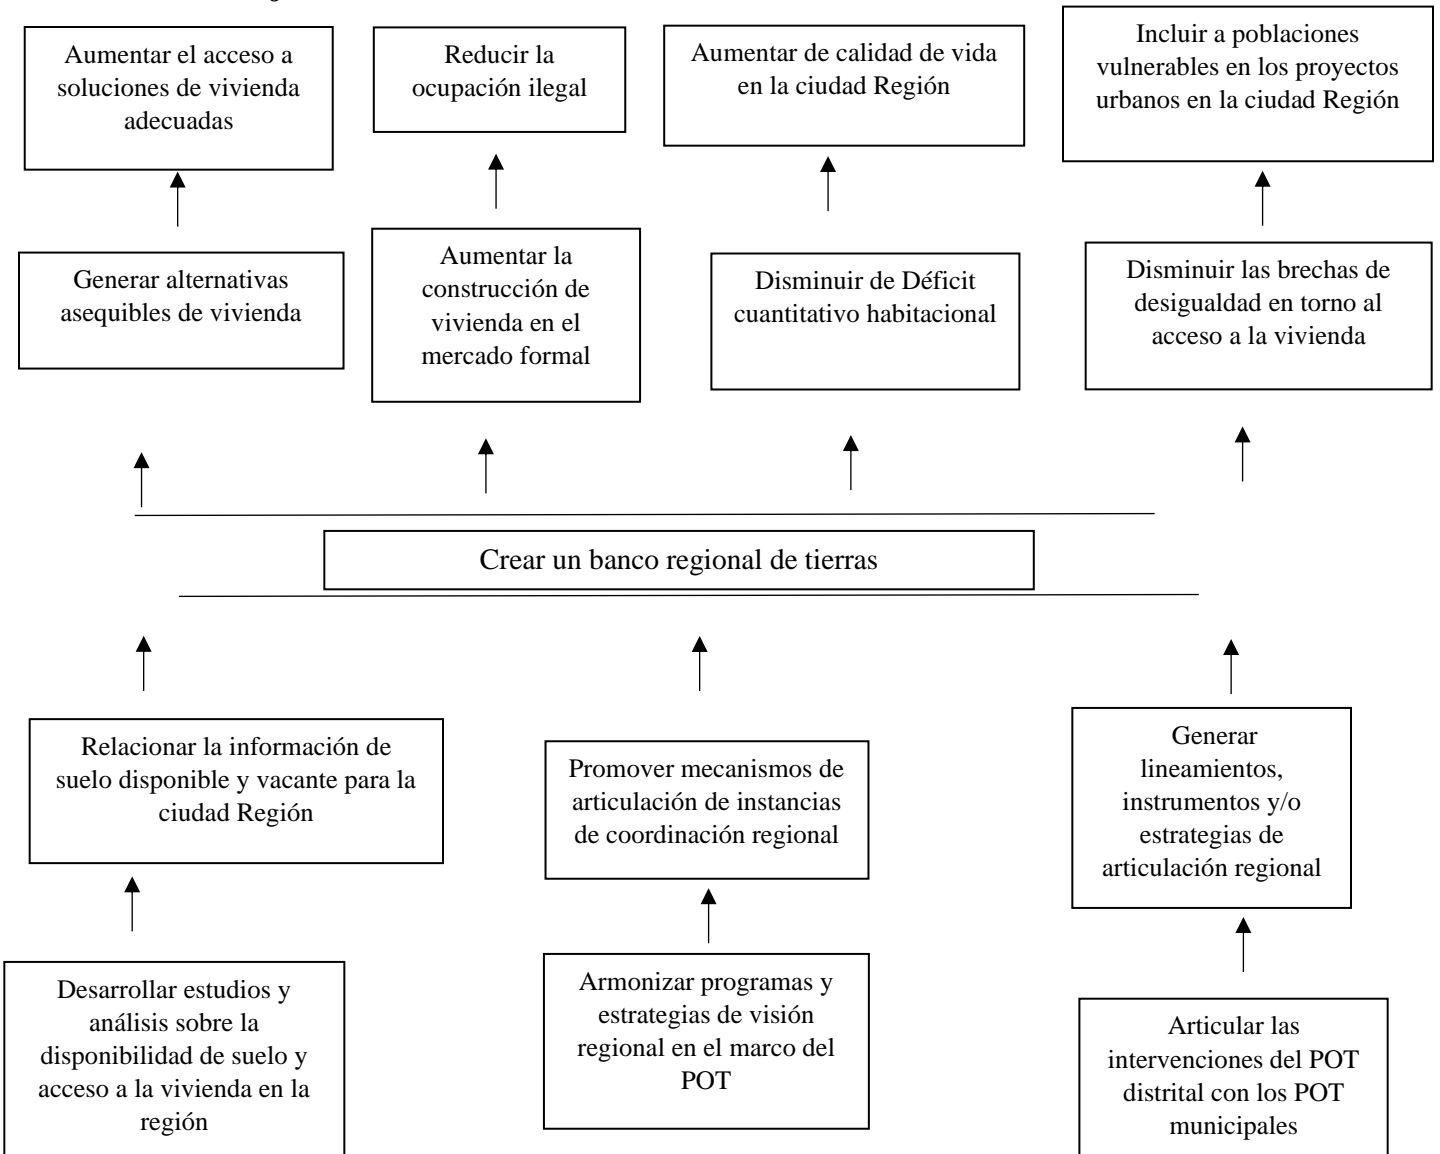 Aumentar el acceso a
soluciones de vivienda
adecuadas
Reducir la
ocupación ilegal
Aumentar de calidad de vida
en la ciudad Región
Incluir a poblaciones
vulnerables en los proyectos
urbanos en la ciudad Región
Generar alternativas
asequibles de vivienda
Aumentar la
construcción de
vivienda en el
mercado formal
Disminuir de Déficit
cuantitativo habitacional
Disminuir las brechas de
desigualdad en torno al
acceso a la vivienda
Crear un banco regional de tierras
Relacionar la información de
suelo disponible y vacante para la
ciudad Región
Promover mecanismos de
articulación de instancias
de coordinación regional
Generar
lineamientos,
instrumentos y/o
estrategias de
articulación regional
Desarrollar estudios y
análisis sobre la
disponibilidad de suelo y
acceso a la vivienda en la
región
Armonizar programas y
estrategias de visión
regional en el marco del
POT
Articular las
intervenciones del POT
distrital con los POT
municipales